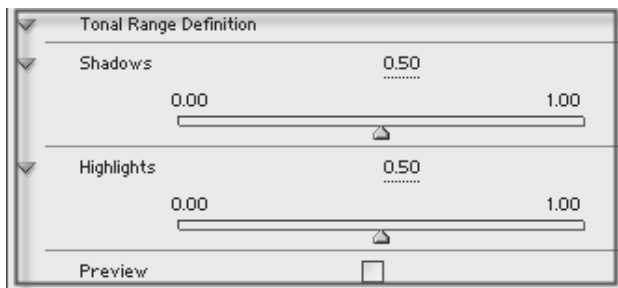 Tonal Range Definition
Shadows 0.50
0.00 1.00
Highlights 0.50
0.00 1.00
Preview